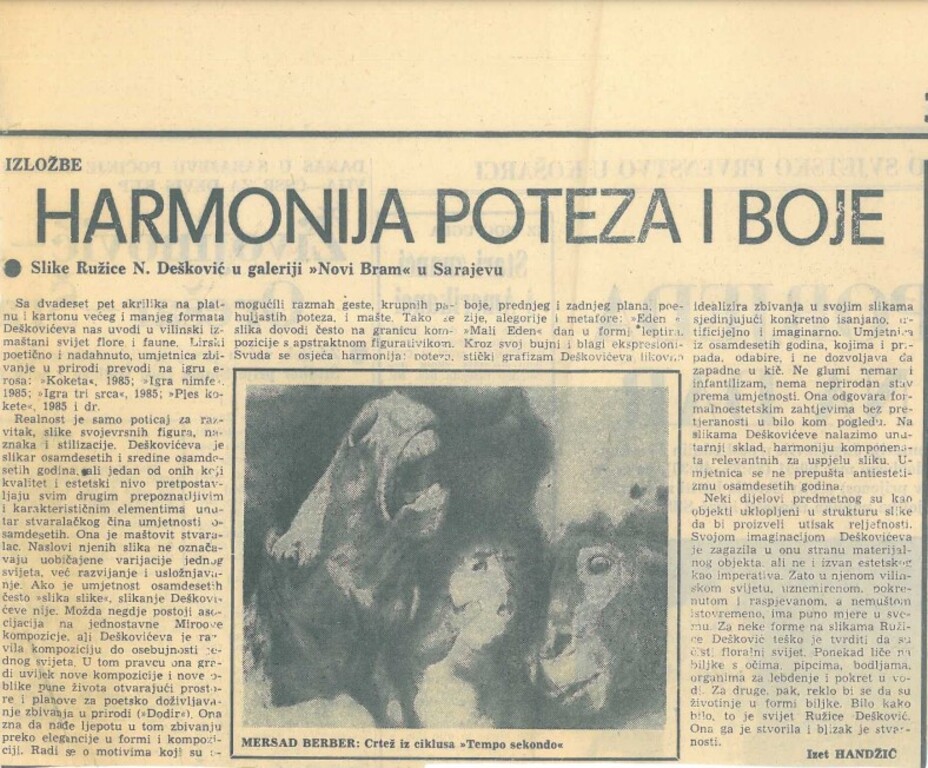 IZLOŽBE
HARMONIJA POTEZA I BOJE
● Slike Ružice N. Dešković u galeriji »Novi Bram« u Sarajevu
Sa dvadeset pet akrilika na plat-
nu i kartonu većeg i manjeg formata
Deškovićeva nas uvodi u vilinski iz-
maštani svijet flore i faune. Lirski
poetično i nadahnuto, umjetnica zbi-
vanje u prirodi prevodi na igru e-
rosa: »Koketa«, 1985; »Igra nimfe«
1985; »Igra tri srca«, 1985; »Ples ko-
kete«, 1985 i dr.
Realnost je samo poticaj za raz-
vitak, slike svojevrsnih figura, na-
znaka i stilizacije. Deškovićeva je
slikar osamdesetih i sredine osamde-
setih godina, ali jedan od onih koji
kvalitet i estetski nivo pretpostav-
ljaju svim drugim prepoznadljivim
i karakterističnim elementima unu-
tar stvaralačkog čina umjetnosti o-
samdesetih. Ona je maštovit stvara-
lac. Naslovi njenih slika ne označa-
vaju uobičajene varijacije jednog
svijeta, već razvijanje i usložnjava-
nje. Ako je umjetnost osamdesetih
često »slika slike«, slikanje Deškovi-
ćeve nije. Možda negdje postoji aso-
cijacija na jednostavne Miroove
kompozicije, ali Deškovićeva je raz-
vila kompoziciju do osebujnosti je-
dnog svijeta. U tom pravcu ona gra-
di uvijek nove kompozicije i nove o-
blike pune života otvarajući prosto-
re i planove za poetsko doživljava-
nje zbivanja u prirodi (»Dodir«). Ona
zna da nađe ljepotu u tom zbivanju
preko elegancije u formi i kompozi-
ciji. Radi se o motivima koji su o-
mogućili razmah geste, krupnih pa-
huljastih poteza, i mašte. Tako se
slika dovodi često na granicu kom-
pozicije s apstraktnom figurativikom.
Svuda se osjeća harmonija: poteza,
boje, prednjeg i zadnjeg plana, poe-
zije, alegorije i metafore: »Eden«
»Mali Eden« dan u formi leptira.
Kroz svoj bujni i blagi ekspresioni-
stički grafizam Deškovićeva likovno
MERSAD BERBER: Crtež iz ciklusa »Tempo sekondo«
idealizira zbivanja u svojim slikama
sjedinjujući konkretno isanjano, ar-
tificijelno i imaginarno. Umjetnica
iz osamdesetih godina, kojima i pri-
pada, odabire, i ne dozvoljava da
zapadne u kič. Ne glumi nemar i
infantilizam, nema neprirodan stav
prema umjetnosti. Ona odgovara for-
malnoestetskim zahtjevima bez pre-
tjeranosti u bilo kom pogledu. Na
slikama Deškovićeve nalazimo unu-
tarnji sklad, harmoniju komponena-
ta relevantnih za uspjelu sliku. U-
mjetnica se ne prepušta antiesteti-
zmu osamdesetih godina.
Neki dijelovi predmetnog su kao
objekti uklopljeni u strukturu slike
da bi proizveli utisak reljefnosti.
Svojom imaginacijom Deškovićeva
je zagazila u onu stranu materijal-
nog objekta, ali ne i izvan estetskog
kao imperativa. Zato u njenom vilin-
skom svijetu, uznemirenom, pokre-
nutom i raspjevanom, a nemuštom
istovremeno, ima puno mjere u sve-
mu. Za neke forme na slikama Ruži-
ce Dešković teško je tvrditi da su
čist floralni svijet. Ponekad liče na
biljke s očima, pipcima, bodljama,
organima za lebdenje i pokret u vo-
di. Za druge, pak, reklo bi se da su
životinje u formi biljke. Bilo kako
bilo, to je svijet Ružice Dešković.
Ona ga je stvorila i blizak je stvar-
nosti.
Izet HANDŽIĆ